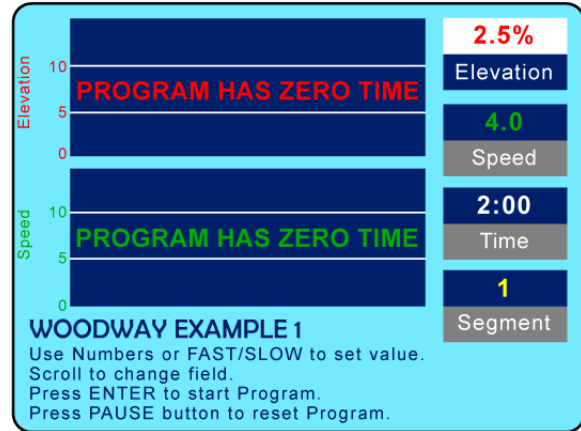 Elevation
10
5
0
PROGRAM HAS ZERO TIME
2.5%
Elevation
4.0
Speed
Speed
10
5
0
PROGRAM HAS ZERO TIME
2:00
Time
1
Segment
WOODWAY EXAMPLE 1
Use Numbers or FAST/SLOW to set value.
Scroll to change field.
Press ENTER to start Program.
Press PAUSE button to reset Program.